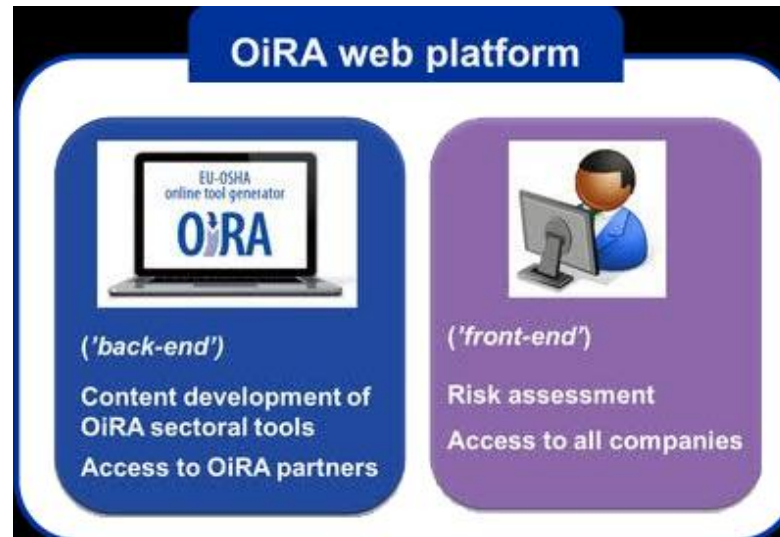 OiRA web platform
EU-OSHA
online tool generator
OiRA
('back-end')
Content development of
OiRA sectoral tools
Access to OiRA partners
('front-end')
Risk assessment
Access to all companies